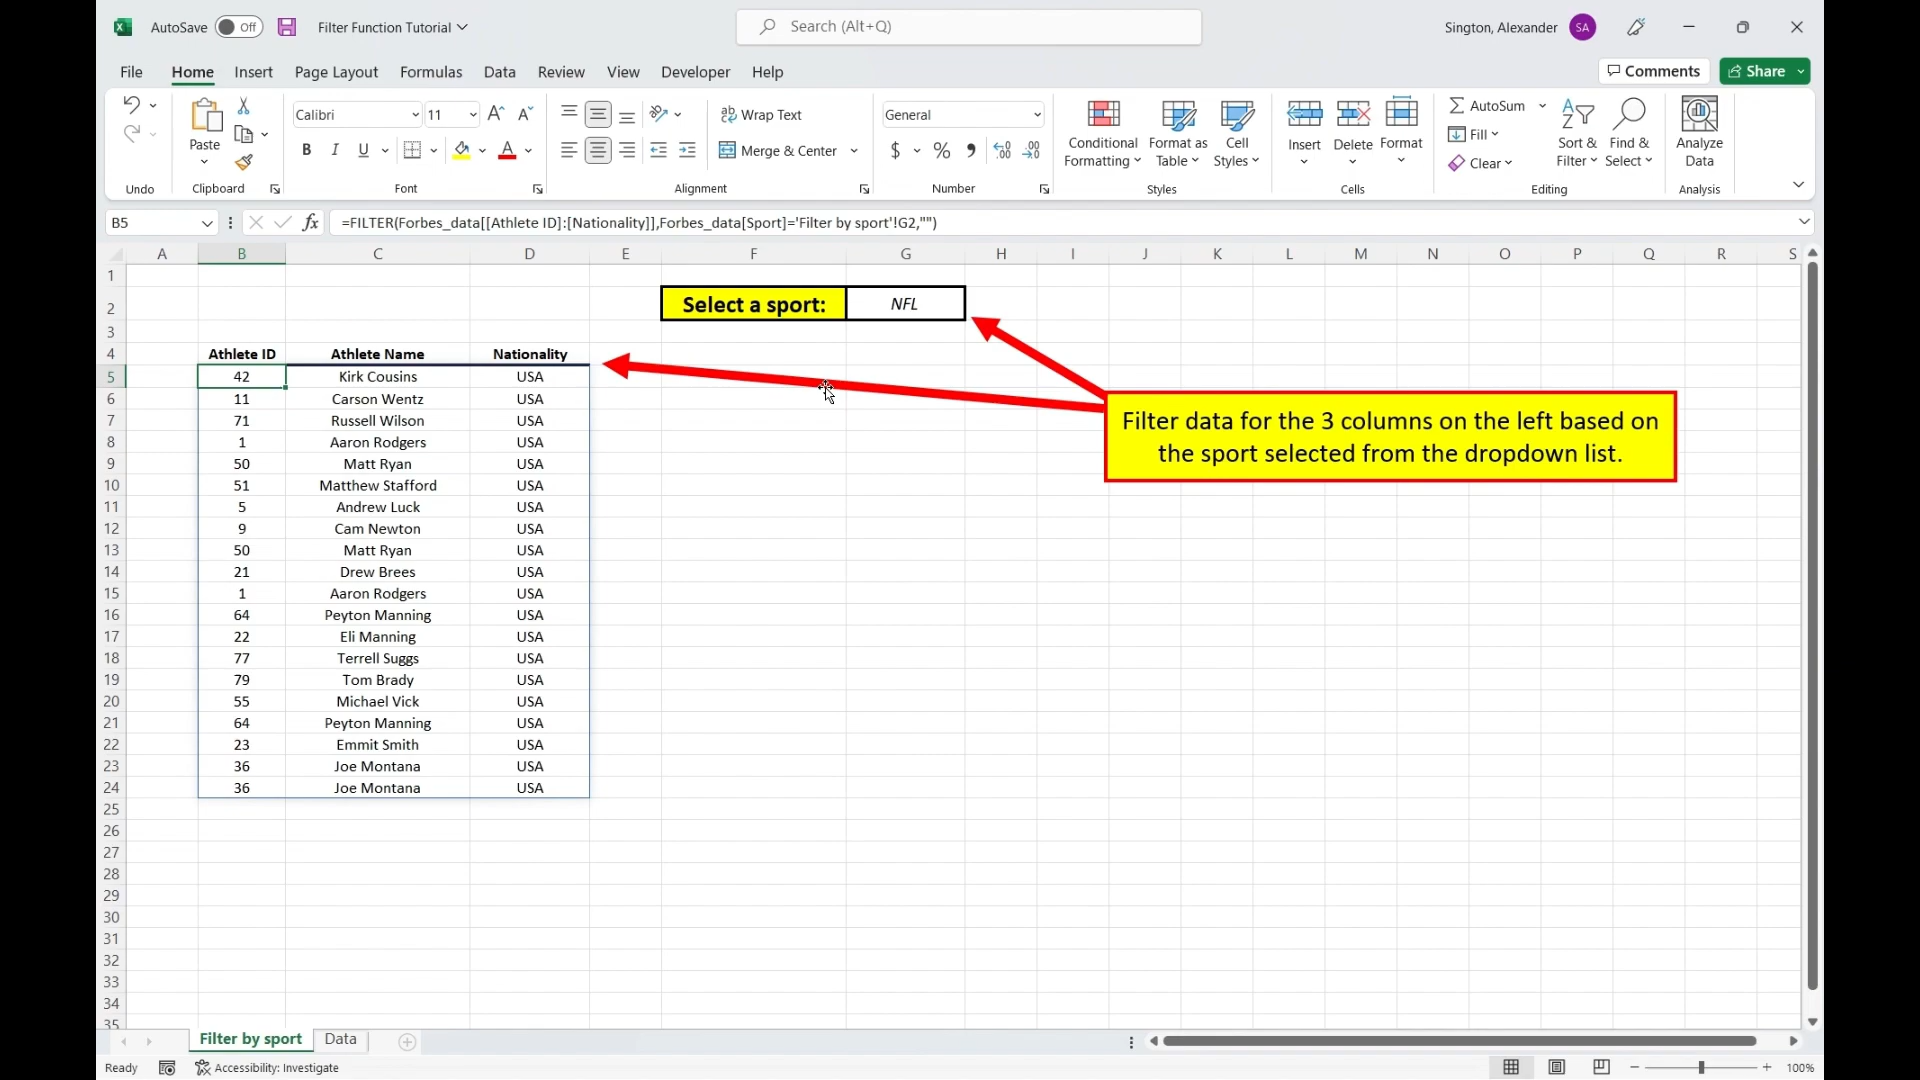 AutoSave Off Filter Function Tutorial Search (Alt+Q) Sington, Alexander SA
File Home Insert Page Layout Formulas Data Review View Developer Help Comments Share
Paste
Clipboard
Undo
Calibri 11
B I U
Font
Wrap Text
Merge & Center
Alignment
General
$ % ,
Number
Conditional Formatting
Format as Table
Cell Styles
Styles
Insert Delete Format
Cells
AutoSum
Fill
Clear
Sort & Filter
Find & Select
Editing
Analyze Data
Analysis
B5 fx =FILTER(Forbes_data[[Athlete ID]:[Nationality]],Forbes_data[Sport]='Filter by sport'!G2,"")
A B C D E F G H I J K L M N O P Q R S
1
2 Select a sport: NFL
3
4 Athlete ID Athlete Name Nationality
5 42 Kirk Cousins USA
6 11 Carson Wentz USA
7 71 Russell Wilson USA
8 1 Aaron Rodgers USA
9 50 Matt Ryan USA
10 51 Matthew Stafford USA
11 5 Andrew Luck USA
12 9 Cam Newton USA
13 50 Matt Ryan USA
14 21 Drew Brees USA
15 1 Aaron Rodgers USA
16 64 Peyton Manning USA
17 22 Eli Manning USA
18 77 Terrell Suggs USA
19 79 Tom Brady USA
20 55 Michael Vick USA
21 64 Peyton Manning USA
22 23 Emmit Smith USA
23 36 Joe Montana USA
24 36 Joe Montana USA
25
26
27
28
29
30
31
32
33
34
35
Filter data for the 3 columns on the left based on
the sport selected from the dropdown list.
Filter by sport Data
Ready Accessibility: Investigate 100%